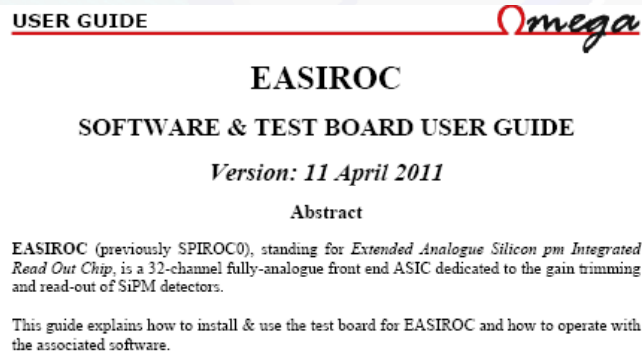 USER GUIDE
Omega
EASIROC
SOFTWARE & TEST BOARD USER GUIDE
Version: 11 April 2011
Abstract
EASIROC (previously SPIROC0), standing for Extended Analogue Silicon pm Integrated
Read Out Chip, is a 32-channel fully-analogue front end ASIC dedicated to the gain trimming
and read-out of SiPM detectors.
This guide explains how to install & use the test board for EASIROC and how to operate with
the associated software.